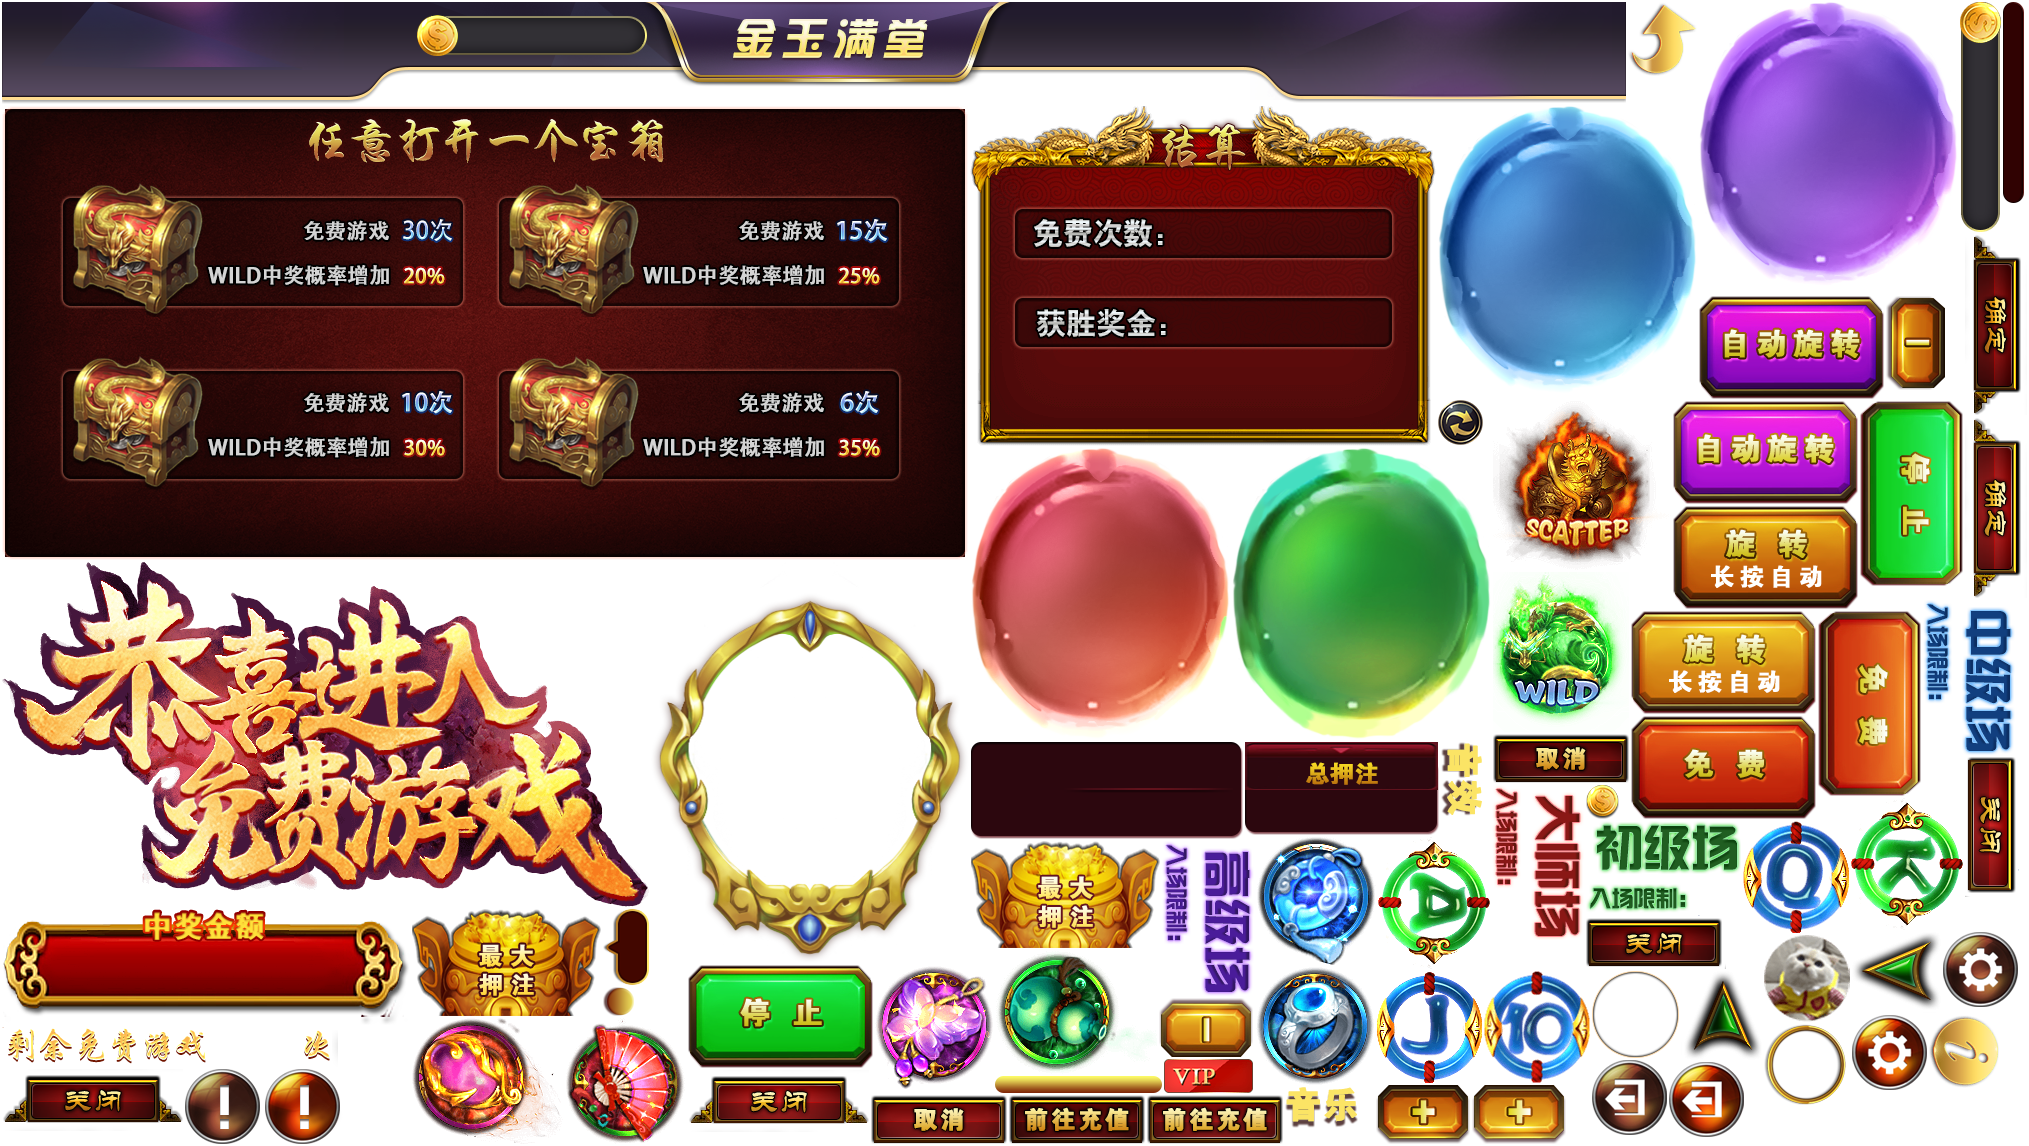 金玉满堂
任意打开一个宝箱
免费游戏 30次
WILD中奖概率增加 20%
免费游戏 15次
WILD中奖概率增加 25%
免费游戏 10次
WILD中奖概率增加 30%
免费游戏 6次
WILD中奖概率增加 35%
结算
免费次数：
获胜奖金：
自动旋转
自动旋转
旋 转
长按自动
停止
确定
确定
SCATTER
WILD
旋 转
长按自动
免费
免费
中级场
入场限制：
恭喜进入
免费游戏
总押注
音效
取消
大师场
入场限制：
初级场
入场限制：
高级场
入场限制：
最大
押注
Q
K
A
关闭
关闭
中奖金额
最大
押注
剩余免费游戏 次
关闭
停止
关闭
取消
前往充值
前往充值
VIP
音乐
J
10